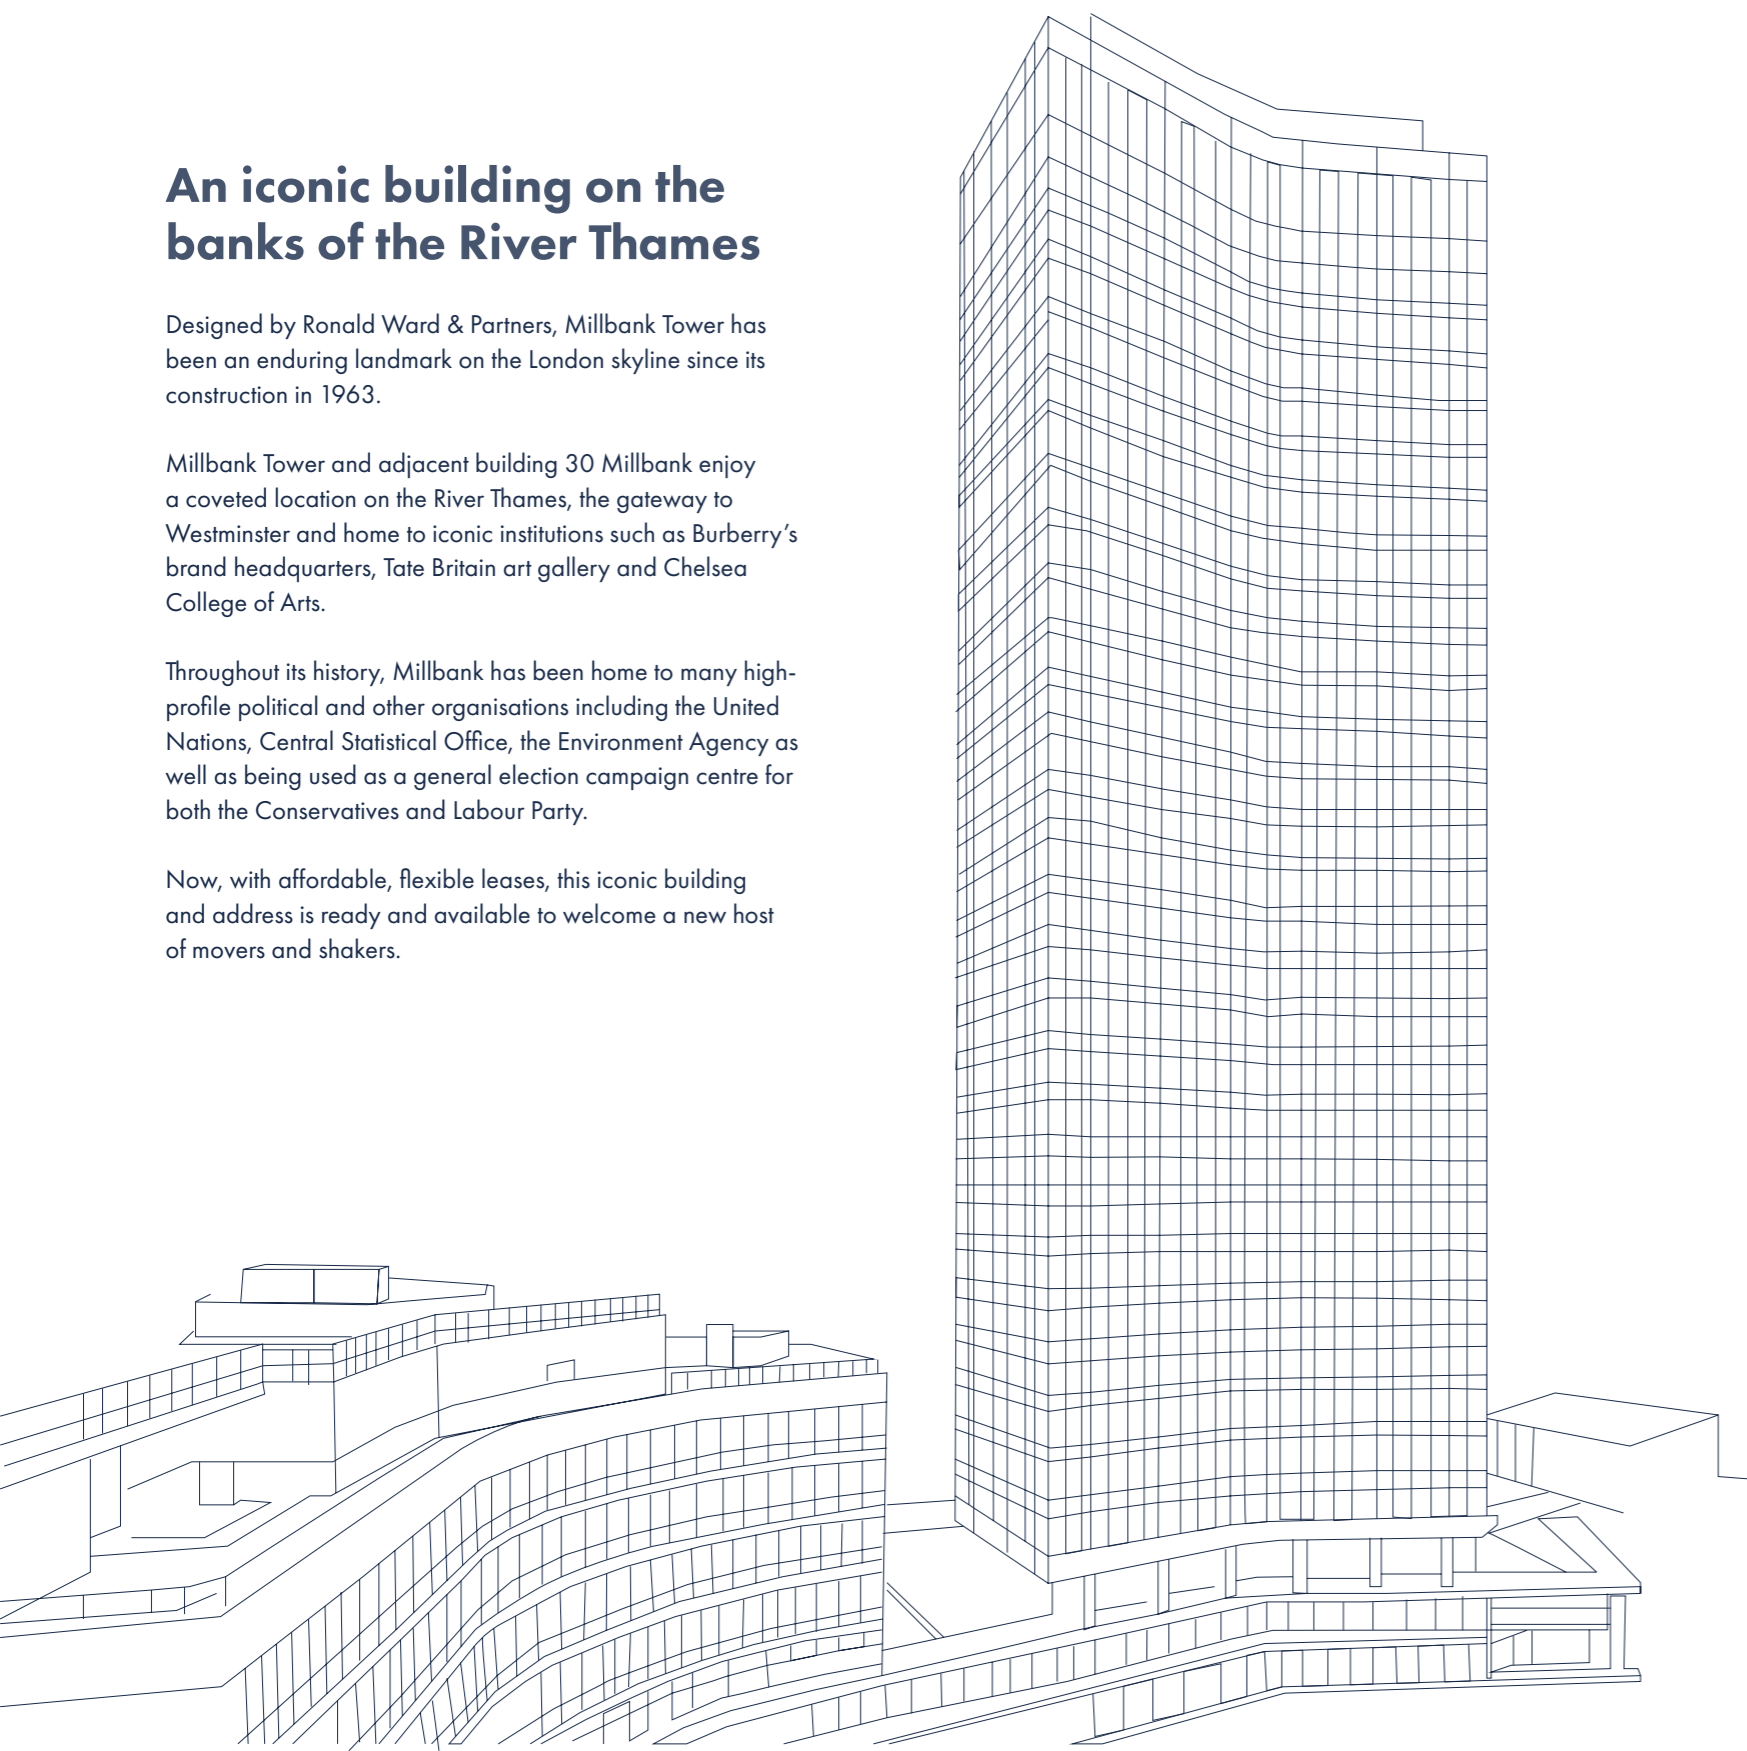 An iconic building on the
banks of the River Thames
Designed by Ronald Ward & Partners, Millbank Tower has
been an enduring landmark on the London skyline since its
construction in 1963.
Millbank Tower and adjacent building 30 Millbank enjoy
a coveted location on the River Thames, the gateway to
Westminster and home to iconic institutions such as Burberry’s
brand headquarters, Tate Britain art gallery and Chelsea
College of Arts.
Throughout its history, Millbank has been home to many high-
profile political and other organisations including the United
Nations, Central Statistical Office, the Environment Agency as
well as being used as a general election campaign centre for
both the Conservatives and Labour Party.
Now, with affordable, flexible leases, this iconic building
and address is ready and available to welcome a new host
of movers and shakers.